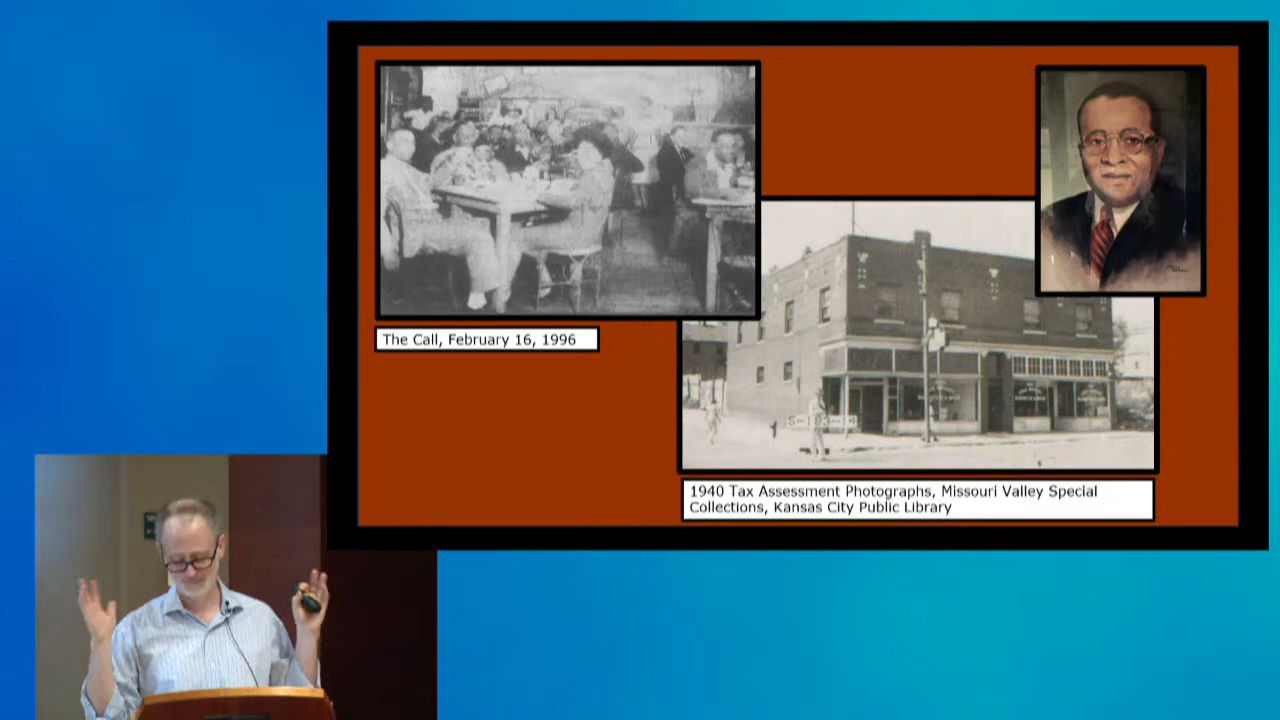 The Call, February 16, 1996
1940 Tax Assessment Photographs, Missouri Valley Special
Collections, Kansas City Public Library